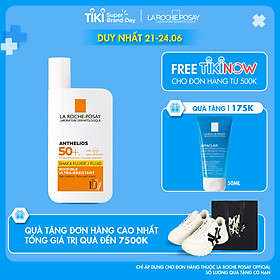 TIKI Super Brand Day
LA ROCHE-POSAY
DUY NHẤT 21-24.06
FREE TIKINOW
CHO ĐƠN HÀNG TỪ 500K
QUÀ TẶNG 175K
LA ROCHE-POSAY
LABORATOIRE DERMATOLOGIQUE
ANTHELIOS
50+
SHAKA FLUIDE / FLUID
INVISIBLE
ULTRA-RESISTANT
LA ROCHE-POSAY
EFFACLAR
50ML
QUÀ TẶNG ĐƠN HÀNG CAO NHẤT
TỔNG GIÁ TRỊ QUÀ ĐẾN 7500K
CHỈ ÁP DỤNG CHO ĐƠN HÀNG THUỘC LA ROCHE POSAY OFFICIAL
SỐ LƯỢNG QUÀ TẶNG CÓ HẠN